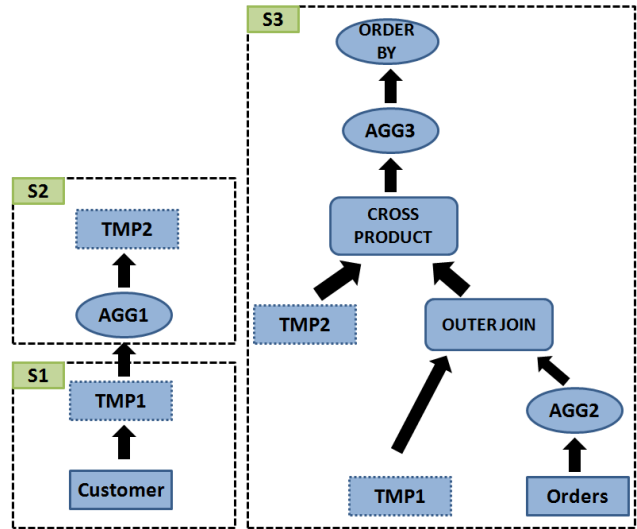 S3
ORDER
BY
AGG3
S2
TMP2
CROSS
PRODUCT
AGG1
TMP2
OUTER JOIN
S1
TMP1
AGG2
Customer
TMP1
Orders